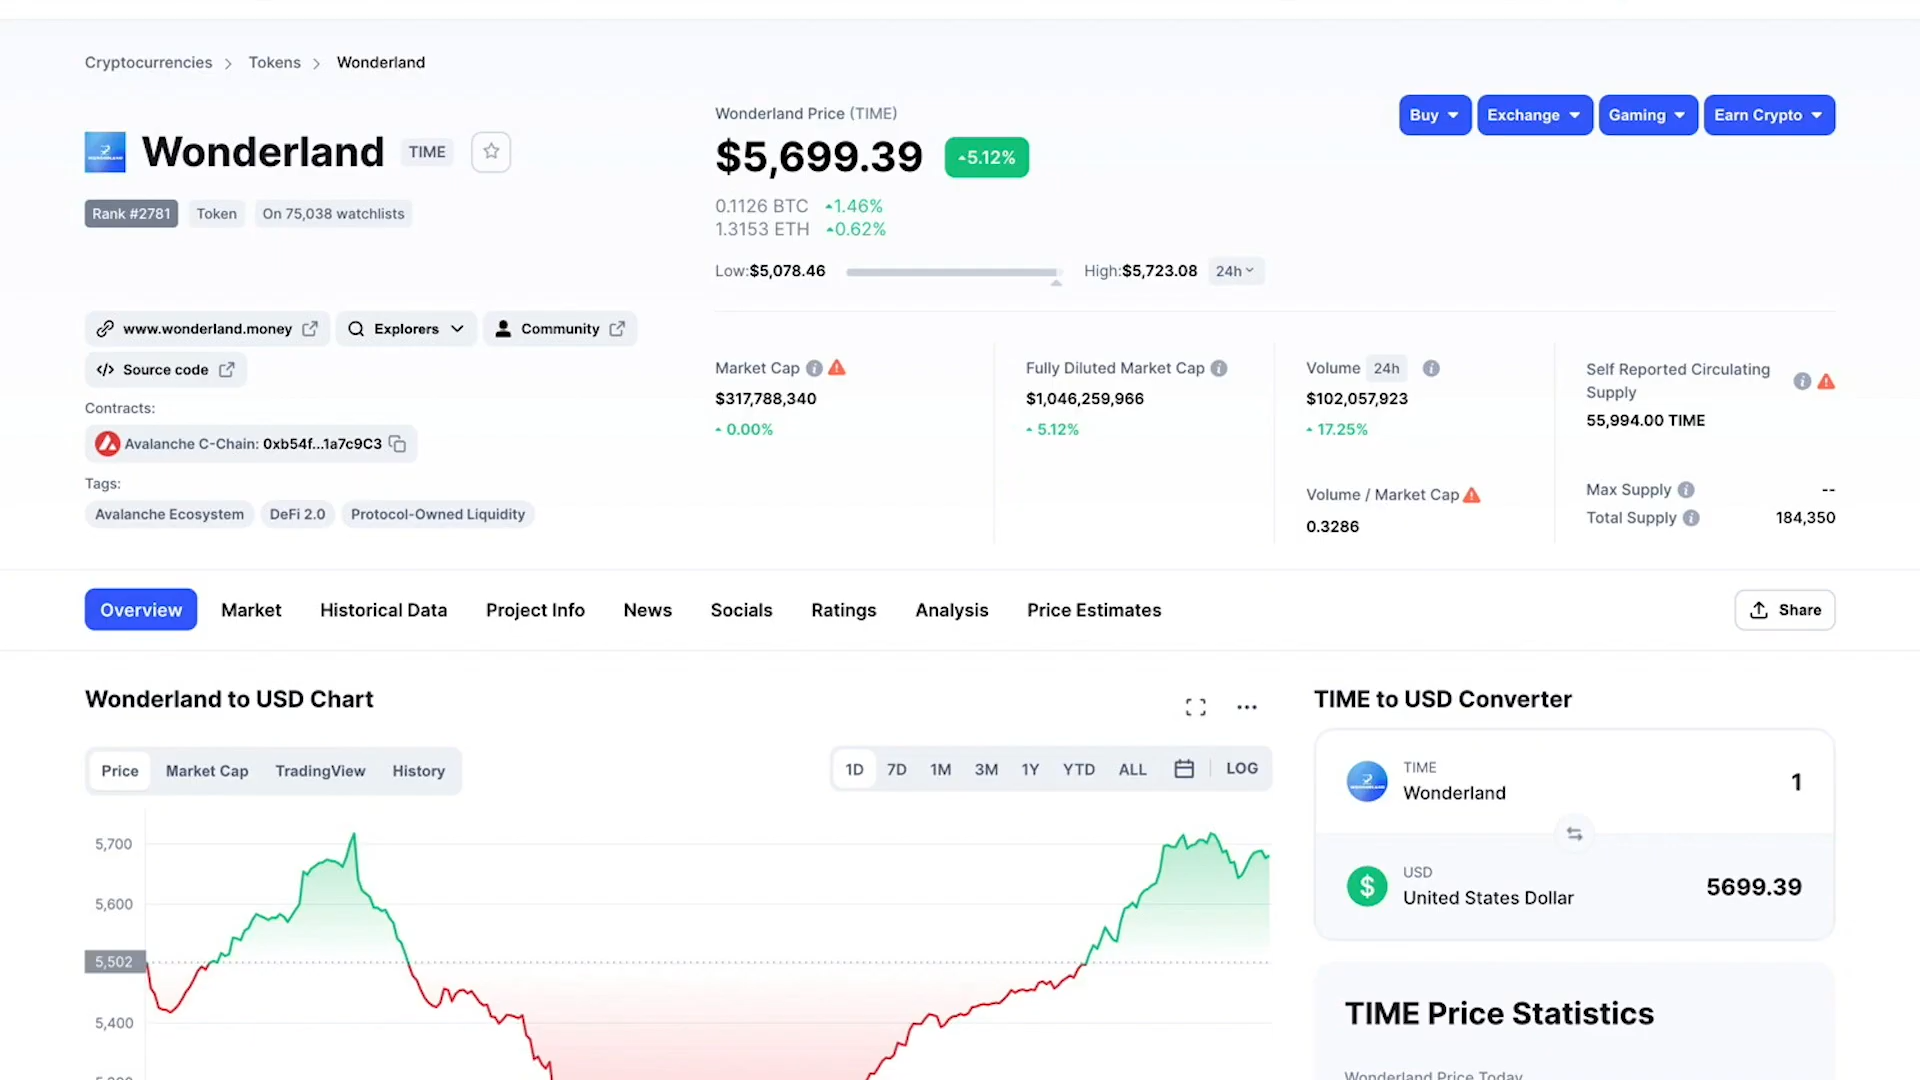 Cryptocurrencies > Tokens > Wonderland
Wonderland TIME
Rank #2781 Token On 75,038 watchlists
www.wonderland.money Explorers Community
Source code
Contracts:
Avalanche C-Chain: 0xb54f...1a7c9C3
Tags:
Avalanche Ecosystem DeFi 2.0 Protocol-Owned Liquidity
Wonderland Price (TIME)
$5,699.39 5.12%
0.1126 BTC 1.46%
1.3153 ETH 0.62%
Low:$5,078.46 High:$5,723.08 24h
Buy Exchange Gaming Earn Crypto
Market Cap
$317,788,340
0.00%
Fully Diluted Market Cap
$1,046,259,966
5.12%
Volume 24h
$102,057,923
17.25%
Volume / Market Cap
0.3286
Self Reported Circulating
Supply
55,994.00 TIME
Max Supply --
Total Supply 184,350
Overview Market Historical Data Project Info News Socials Ratings Analysis Price Estimates Share
Wonderland to USD Chart
Price Market Cap TradingView History
1D 7D 1M 3M 1Y YTD ALL LOG
5,700
5,600
5,502
5,400
TIME to USD Converter
TIME
Wonderland 1
USD
United States Dollar 5699.39
TIME Price Statistics
Wonderland Price Today